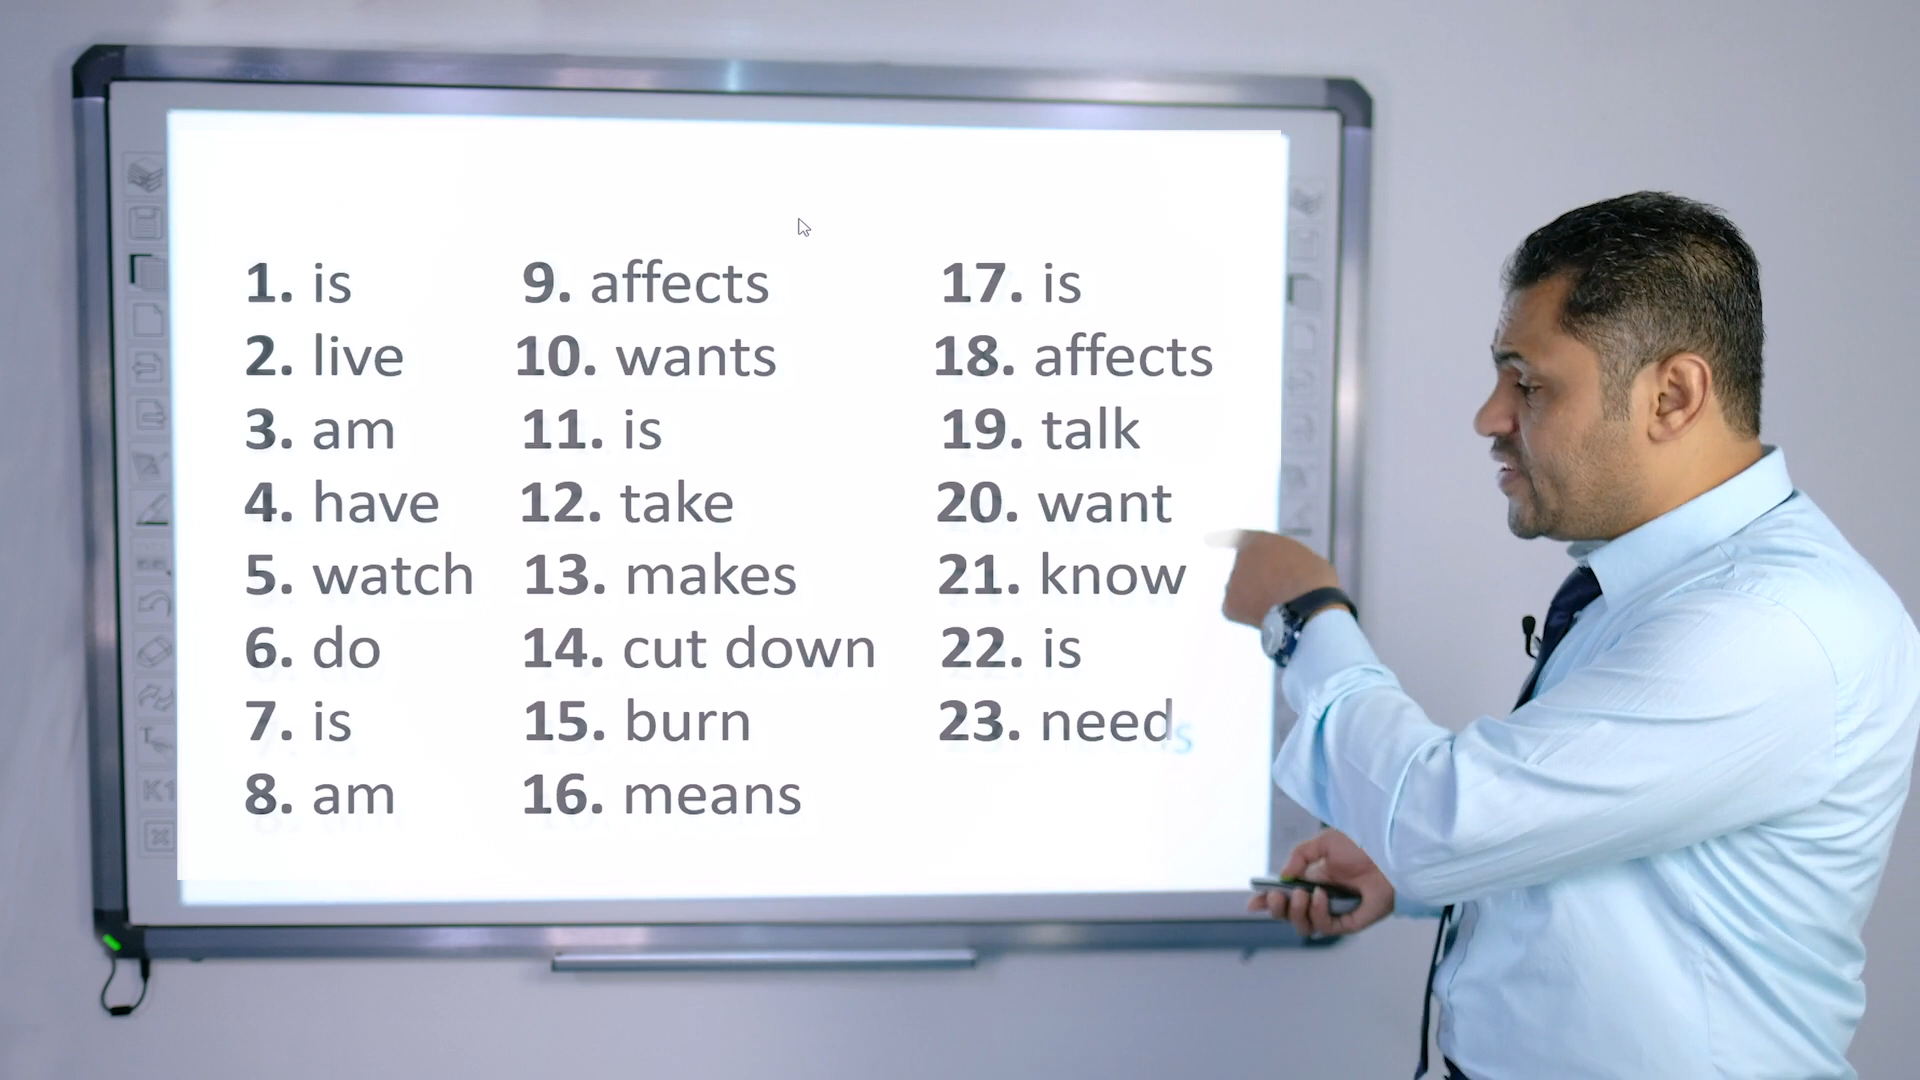 1. is
2. live
3. am
4. have
5. watch
6. do
7. is
8. am
9. affects
10. wants
11. is
12. take
13. makes
14. cut down
15. burn
16. means
17. is
18. affects
19. talk
20. want
21. know
22. is
23. need
K1